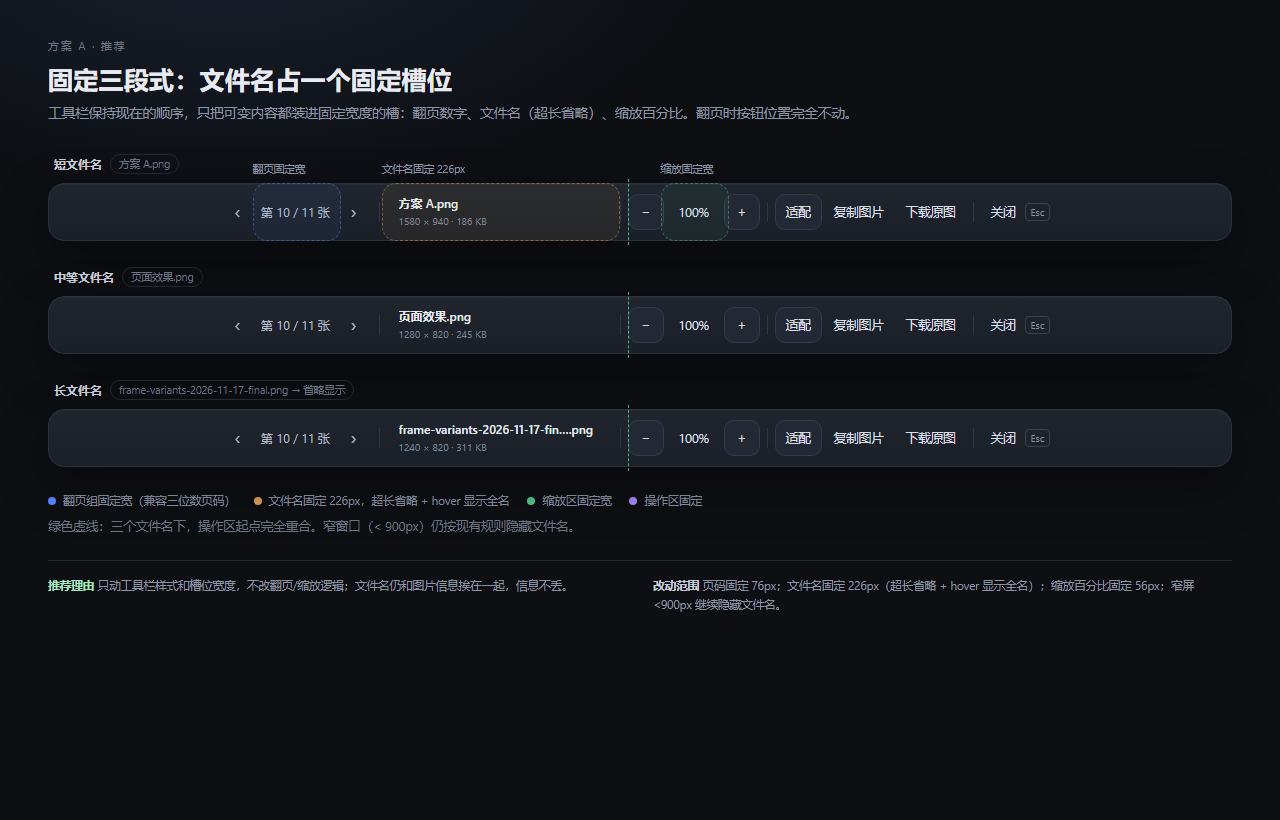 方案 A · 推荐
固定三段式：文件名占一个固定槽位
工具栏保持现在的顺序，只把可变内容都装进固定宽度的槽：翻页数字、文件名（超长省略）、缩放百分比。翻页时按钮位置完全不动。
短文件名 方案 A.png 翻页固定宽 文件名固定 226px 缩放固定宽
‹ 第 10 / 11 张 › 方案 A.png − 100% + 适配 复制图片 下载原图 关闭 Esc
1580 × 940 · 186 KB
中等文件名 页面效果.png
‹ 第 10 / 11 张 › 页面效果.png − 100% + 适配 复制图片 下载原图 关闭 Esc
1280 × 820 · 245 KB
长文件名 frame-variants-2026-11-17-final.png → 省略显示
‹ 第 10 / 11 张 › frame-variants-2026-11-17-fin....png − 100% + 适配 复制图片 下载原图 关闭 Esc
1240 × 820 · 311 KB
翻页组固定宽（兼容三位数页码） 文件名固定 226px，超长省略 + hover 显示全名 缩放区固定宽 操作区固定
绿色虚线：三个文件名下，操作区起点完全重合。窄窗口（< 900px）仍按现有规则隐藏文件名。
推荐理由 只动工具栏样式和槽位宽度，不改翻页/缩放逻辑；文件名仍和图片信息挨在一起，信息不丢。
改动范围 页码固定 76px；文件名固定 226px（超长省略 + hover 显示全名）；缩放百分比固定 56px；窄屏
<900px 继续隐藏文件名。